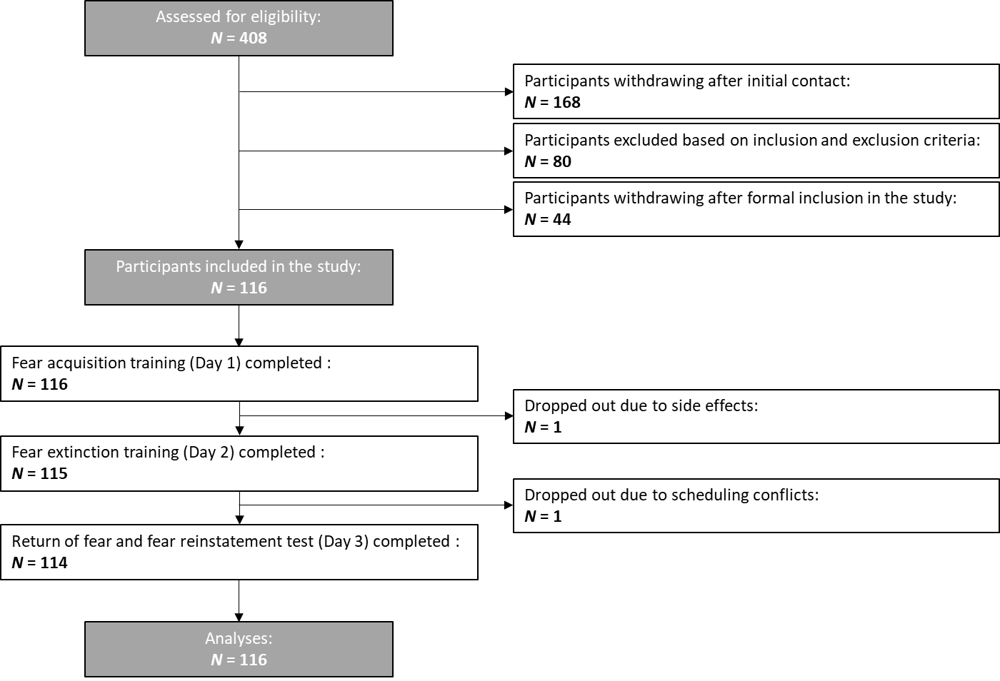 Assessed for eligibility:
N = 408
Participants withdrawing after initial contact:
N = 168
Participants excluded based on inclusion and exclusion criteria:
N = 80
Participants withdrawing after formal inclusion in the study:
N = 44
Participants included in the study:
N = 116
Fear acquisition training (Day 1) completed :
N = 116
Dropped out due to side effects:
N = 1
Fear extinction training (Day 2) completed :
N = 115
Dropped out due to scheduling conflicts:
N = 1
Return of fear and fear reinstatement test (Day 3) completed :
N = 114
Analyses:
N = 116